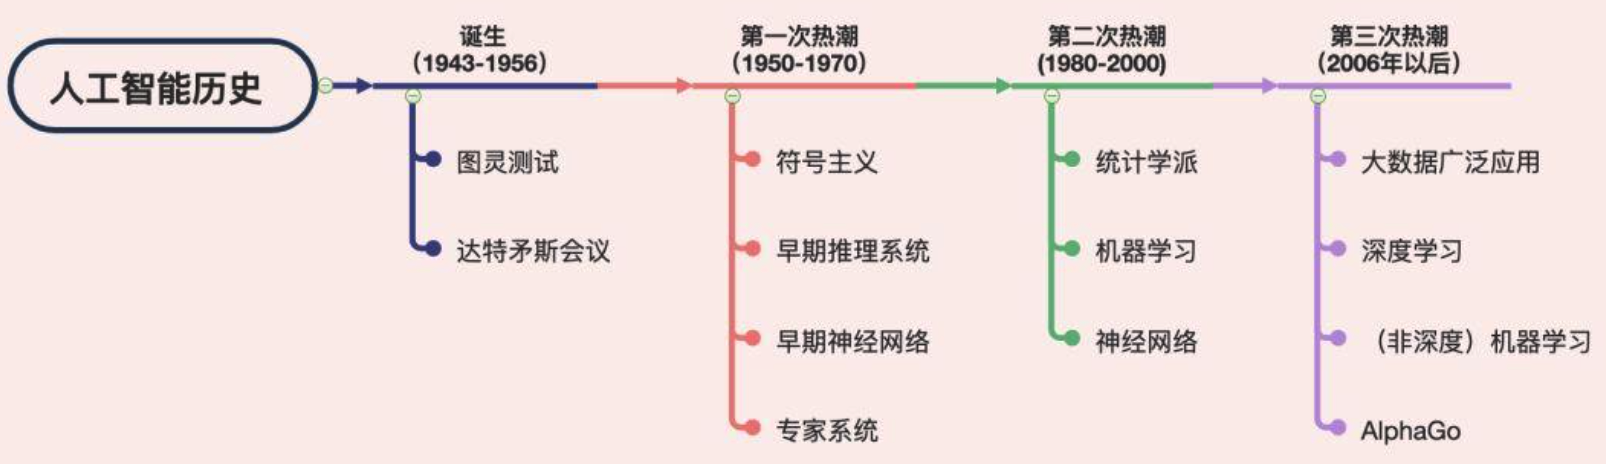 人工智能历史
诞生
（1943-1956）
图灵测试
达特矛斯会议
第一次热潮
（1950-1970）
符号主义
早期推理系统
早期神经网络
专家系统
第二次热潮
(1980-2000)
统计学派
机器学习
神经网络
第三次热潮
（2006年以后）
大数据广泛应用
深度学习
（非深度）机器学习
AlphaGo